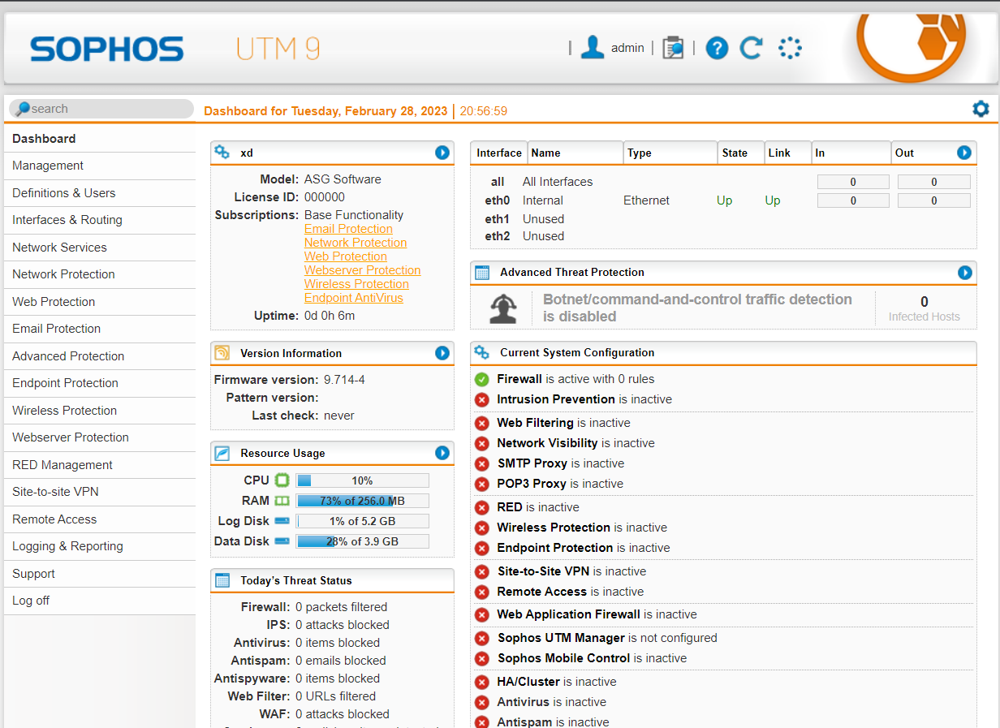 SOPHOS UTM 9
admin
search
Dashboard for Tuesday, February 28, 2023 | 20:56:59
Dashboard
Management
Definitions & Users
Interfaces & Routing
Network Services
Network Protection
Web Protection
Email Protection
Advanced Protection
Endpoint Protection
Wireless Protection
Webserver Protection
RED Management
Site-to-site VPN
Remote Access
Logging & Reporting
Support
Log off
xd
Model: ASG Software
License ID: 000000
Subscriptions: Base Functionality
Email Protection
Network Protection
Web Protection
Webserver Protection
Wireless Protection
Endpoint AntiVirus
Uptime: 0d 0h 6m
Version Information
Firmware version: 9.714-4
Pattern version:
Last check: never
Resource Usage
CPU 10%
RAM 73% of 256.0 MB
Log Disk 1% of 5.2 GB
Data Disk 28% of 3.9 GB
Today's Threat Status
Firewall: 0 packets filtered
IPS: 0 attacks blocked
Antivirus: 0 items blocked
Antispam: 0 emails blocked
Antispyware: 0 items blocked
Web Filter: 0 URLs filtered
WAF: 0 attacks blocked
Interface Name Type State Link In Out
all All Interfaces 0 0
eth0 Internal Ethernet Up Up 0 0
eth1 Unused
eth2 Unused
Advanced Threat Protection
Botnet/command-and-control traffic detection
is disabled
0
Infected Hosts
Current System Configuration
Firewall is active with 0 rules
Intrusion Prevention is inactive
Web Filtering is inactive
Network Visibility is inactive
SMTP Proxy is inactive
POP3 Proxy is inactive
RED is inactive
Wireless Protection is inactive
Endpoint Protection is inactive
Site-to-Site VPN is inactive
Remote Access is inactive
Web Application Firewall is inactive
Sophos UTM Manager is not configured
Sophos Mobile Control is inactive
HA/Cluster is inactive
Antivirus is inactive
Antispam is inactive